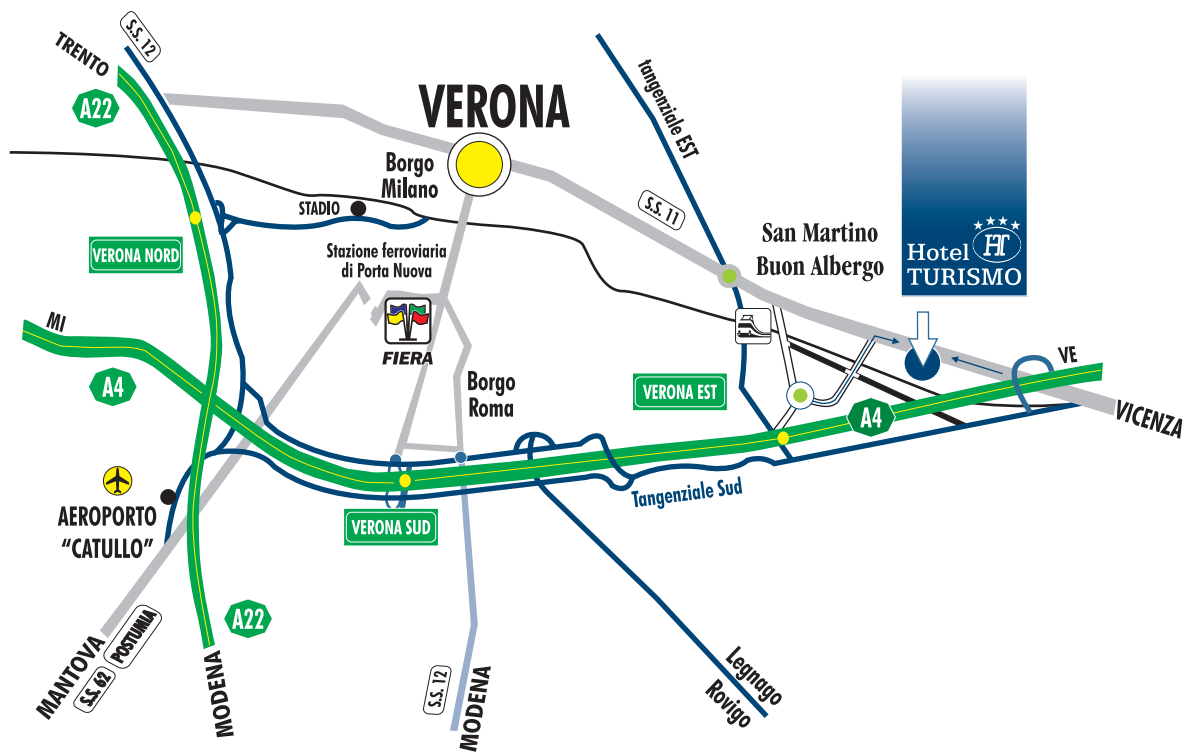 S.S. 12
TRENTO
A22
VERONA
tangenziale EST
Borgo
Milano
STADIO
S.S. 11
VERONA NORD
Stazione ferroviaria
di Porta Nuova
San Martino
Buon Albergo
HT
Hotel
TURISMO
MI
FIERA
VE
A4
Borgo
Roma
VERONA EST
A4
VICENZA
Tangenziale Sud
AEROPORTO
“CATULLO”
VERONA SUD
A22
MANTOVA
S.S. 62
POSTUMIA
MODENA
S.S. 12
MODENA
Legnago
Rovigo